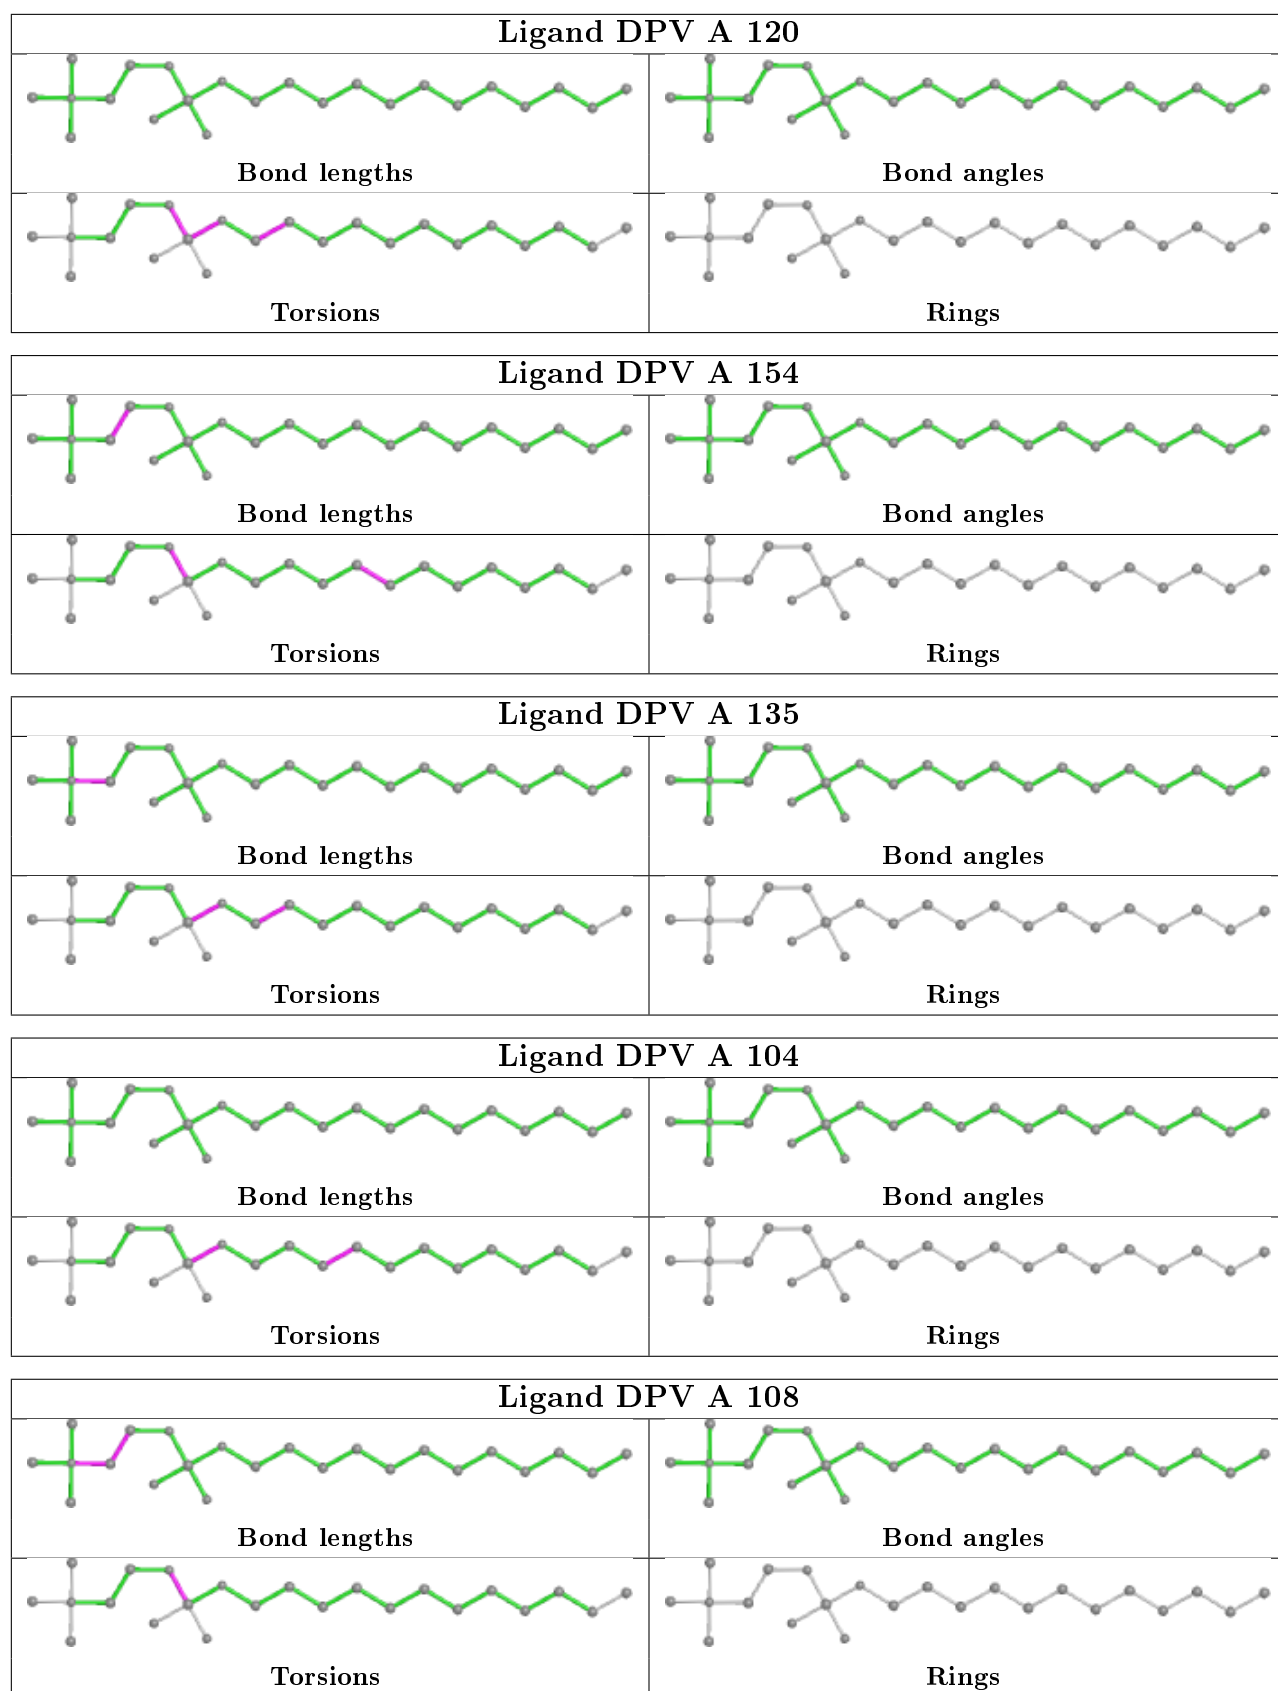 Ligand DPV A 120
Bond lengths
Bond angles
Torsions
Rings
Ligand DPV A 154
Bond lengths
Bond angles
Torsions
Rings
Ligand DPV A 135
Bond lengths
Bond angles
Torsions
Rings
Ligand DPV A 104
Bond lengths
Bond angles
Torsions
Rings
Ligand DPV A 108
Bond lengths
Bond angles
Torsions
Rings